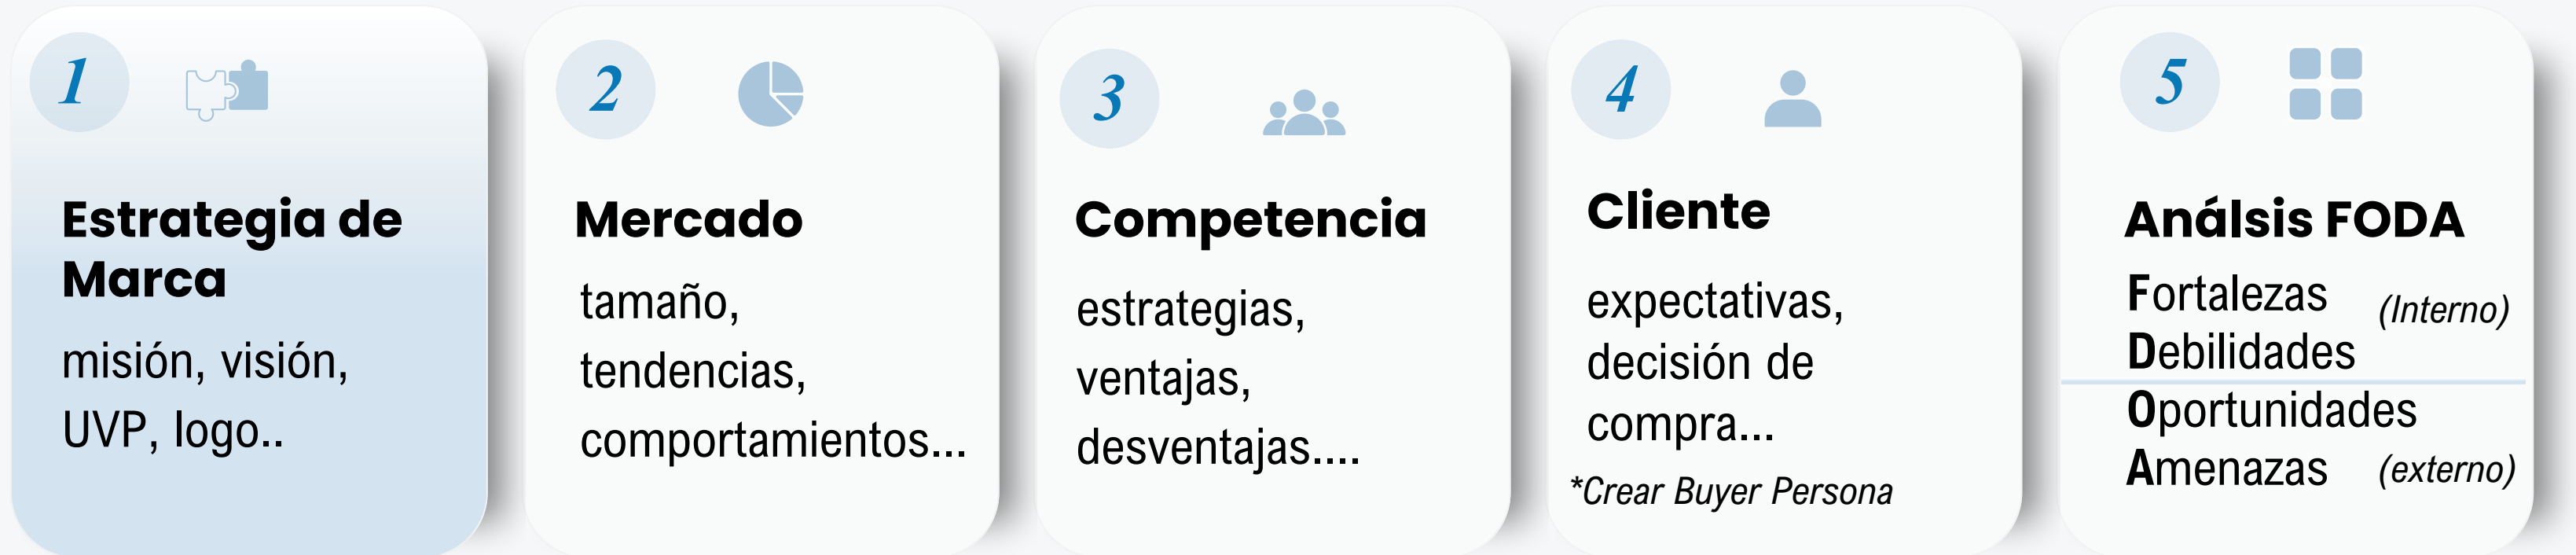 1
Estrategia de
Marca
misión, visión,
UVP, logo..
2
Mercado
tamaño,
tendencias,
comportamientos...
3
Competencia
estrategias,
ventajas,
desventajas....
4
Cliente
expectativas,
decisión de
compra...
*Crear Buyer Persona
5
Análsis FODA
Fortalezas (Interno)
Debilidades
Oportunidades
Amenazas (externo)